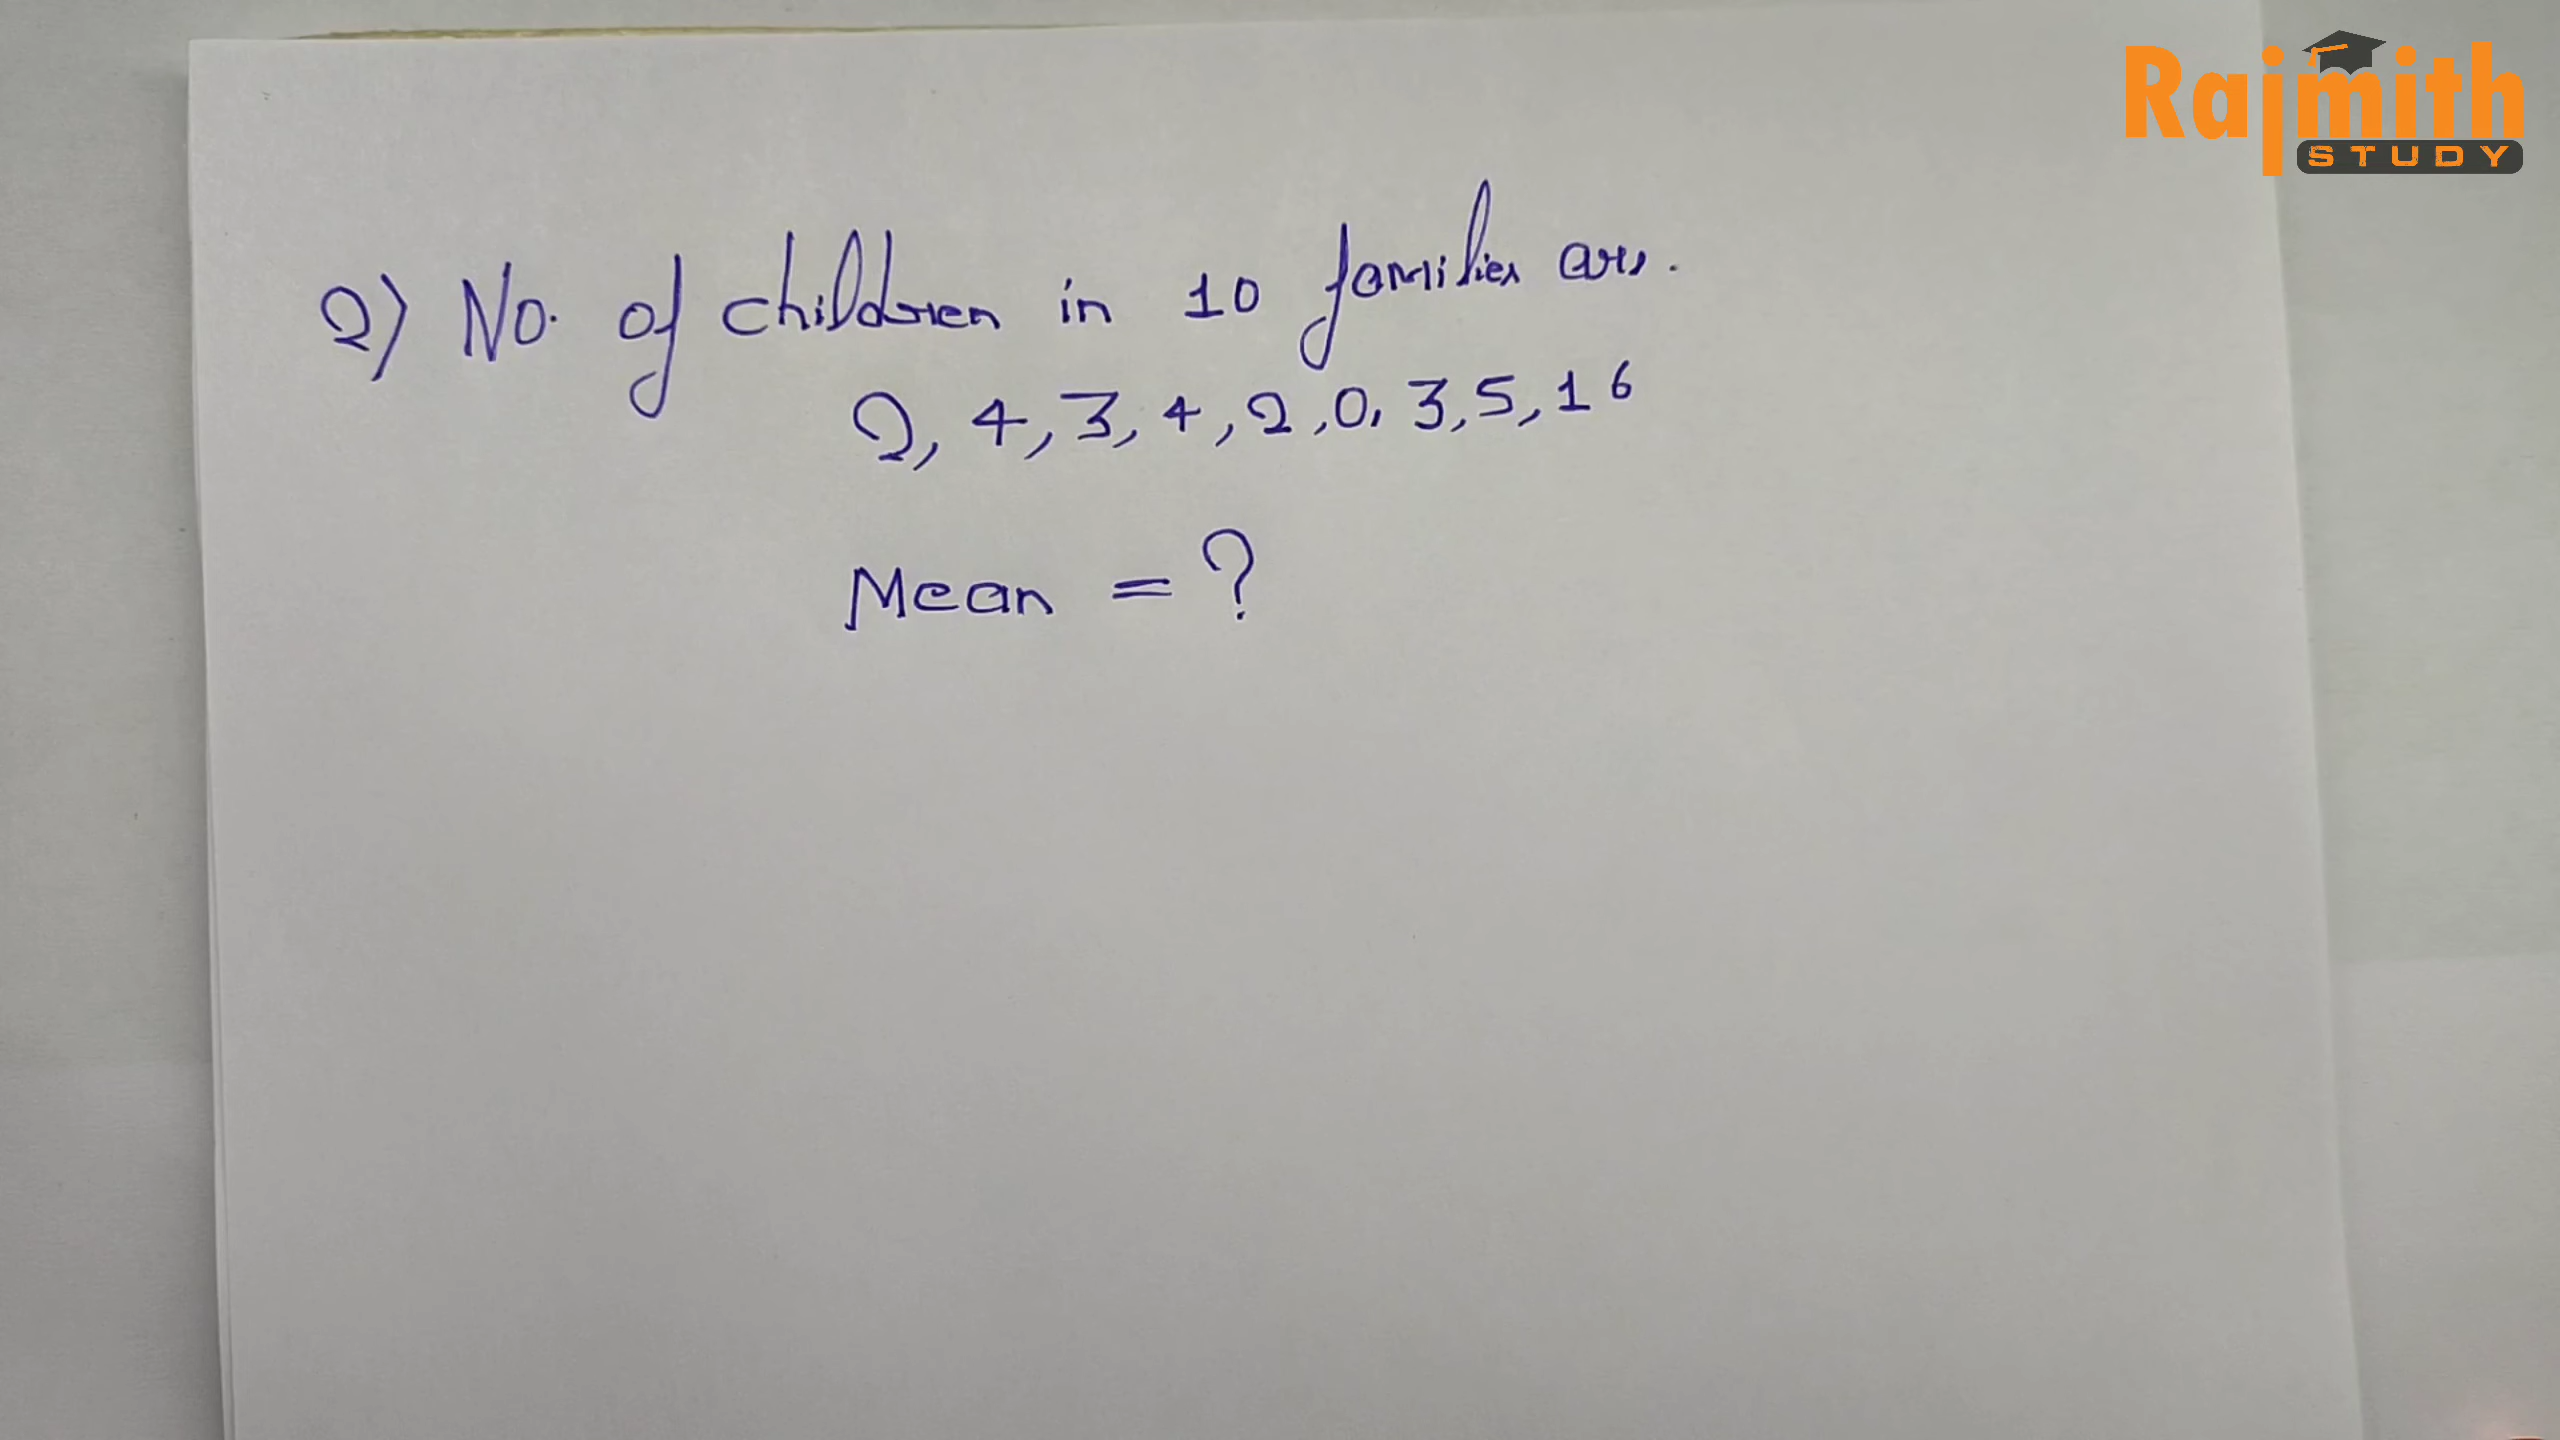 Rajmith
STUDY
2) No. of children in 10 families are.
2, 4, 3, 4, 2, 0, 3, 5, 1 6
Mean = ?